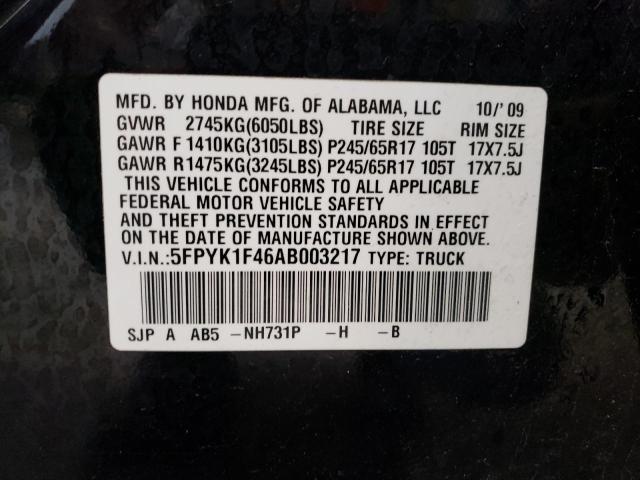 MFD. BY HONDA MFG. OF ALABAMA, LLC 10/'09
GVWR 2745KG(6050LBS) TIRE SIZE RIM SIZE
GAWR F 1410KG(3105LBS) P245/65R17 105T 17X7.5J
GAWR R1475KG(3245LBS) P245/65R17 105T 17X7.5J
THIS VEHICLE CONFORMS TO ALL APPLICABLE
FEDERAL MOTOR VEHICLE SAFETY
AND THEFT PREVENTION STANDARDS IN EFFECT
ON THE DATE OF MANUFACTURE SHOWN ABOVE.
V.I.N.:5FPYK1F46AB003217 TYPE: TRUCK
SJP A AB5 -NH731P -H -B